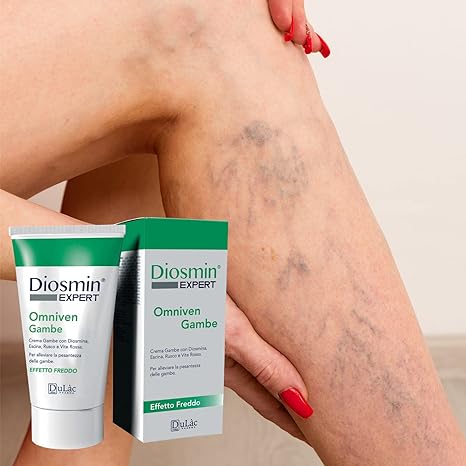 Diosmin®
EXPERT
Omniven
Gambe
Crema Gambe con Diosmina,
Escina, Rusco e Vite Rossa.
Per alleviare la pesantezza
delle gambe.
EFFETTO FREDDO
DuLàc
Diosmin®
EXPERT
Omniven
Gambe
Crema Gambe con Diosmina,
Escina, Rusco e Vite Rossa.
Per alleviare la pesantezza
delle gambe.
Effetto Freddo
DuLàc